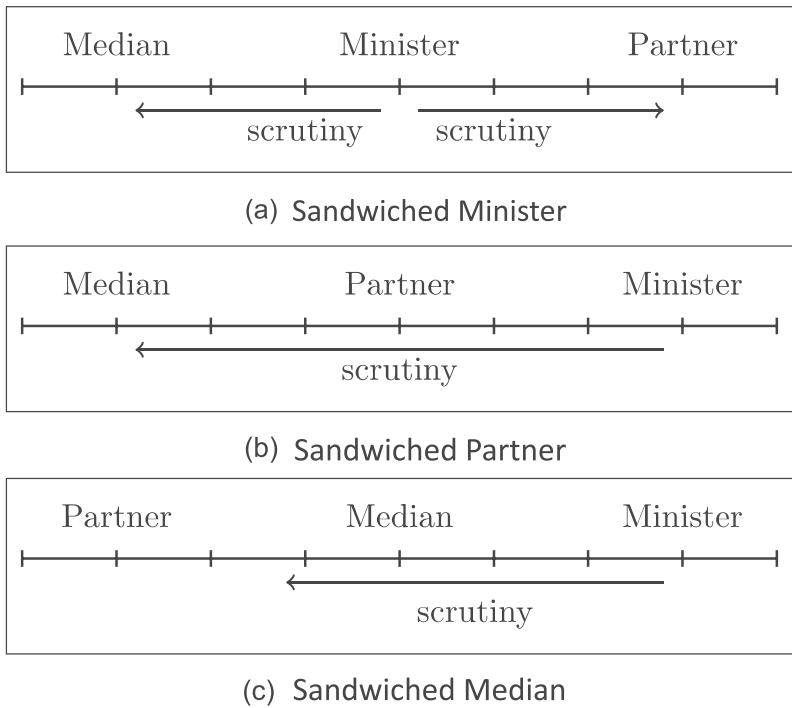 Median Minister Partner
scrutiny scrutiny
(a) Sandwiched Minister
Median Partner Minister
scrutiny
(b) Sandwiched Partner
Partner Median Minister
scrutiny
(c) Sandwiched Median